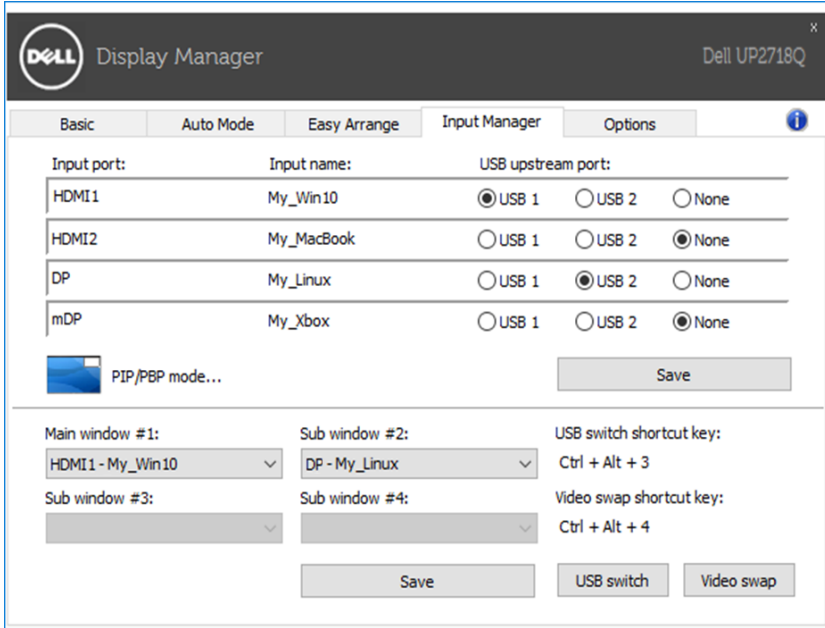 DELL Display Manager Dell UP2718Q x
Basic Auto Mode Easy Arrange Input Manager Options i
Input port: Input name: USB upstream port:
HDMI1 My_Win10 USB 1 USB 2 None
HDMI2 My_MacBook USB 1 USB 2 None
DP My_Linux USB 1 USB 2 None
mDP My_Xbox USB 1 USB 2 None
PIP/PBP mode... Save
Main window #1: Sub window #2: USB switch shortcut key:
HDMI1 - My_Win10 DP - My_Linux Ctrl + Alt + 3
Sub window #3: Sub window #4: Video swap shortcut key:
Ctrl + Alt + 4
Save USB switch Video swap